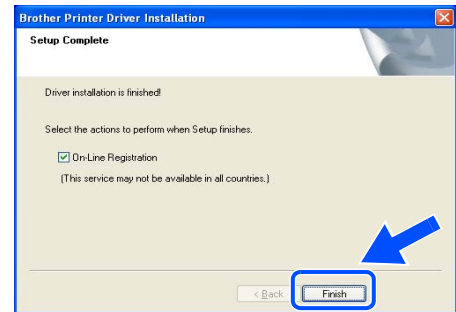 Brother Printer Driver Installation
Setup Complete
Driver installation is finished!
Select the actions to perform when Setup finishes.
On-Line Registration
(This service may not be available in all countries.)
< Back
Finish